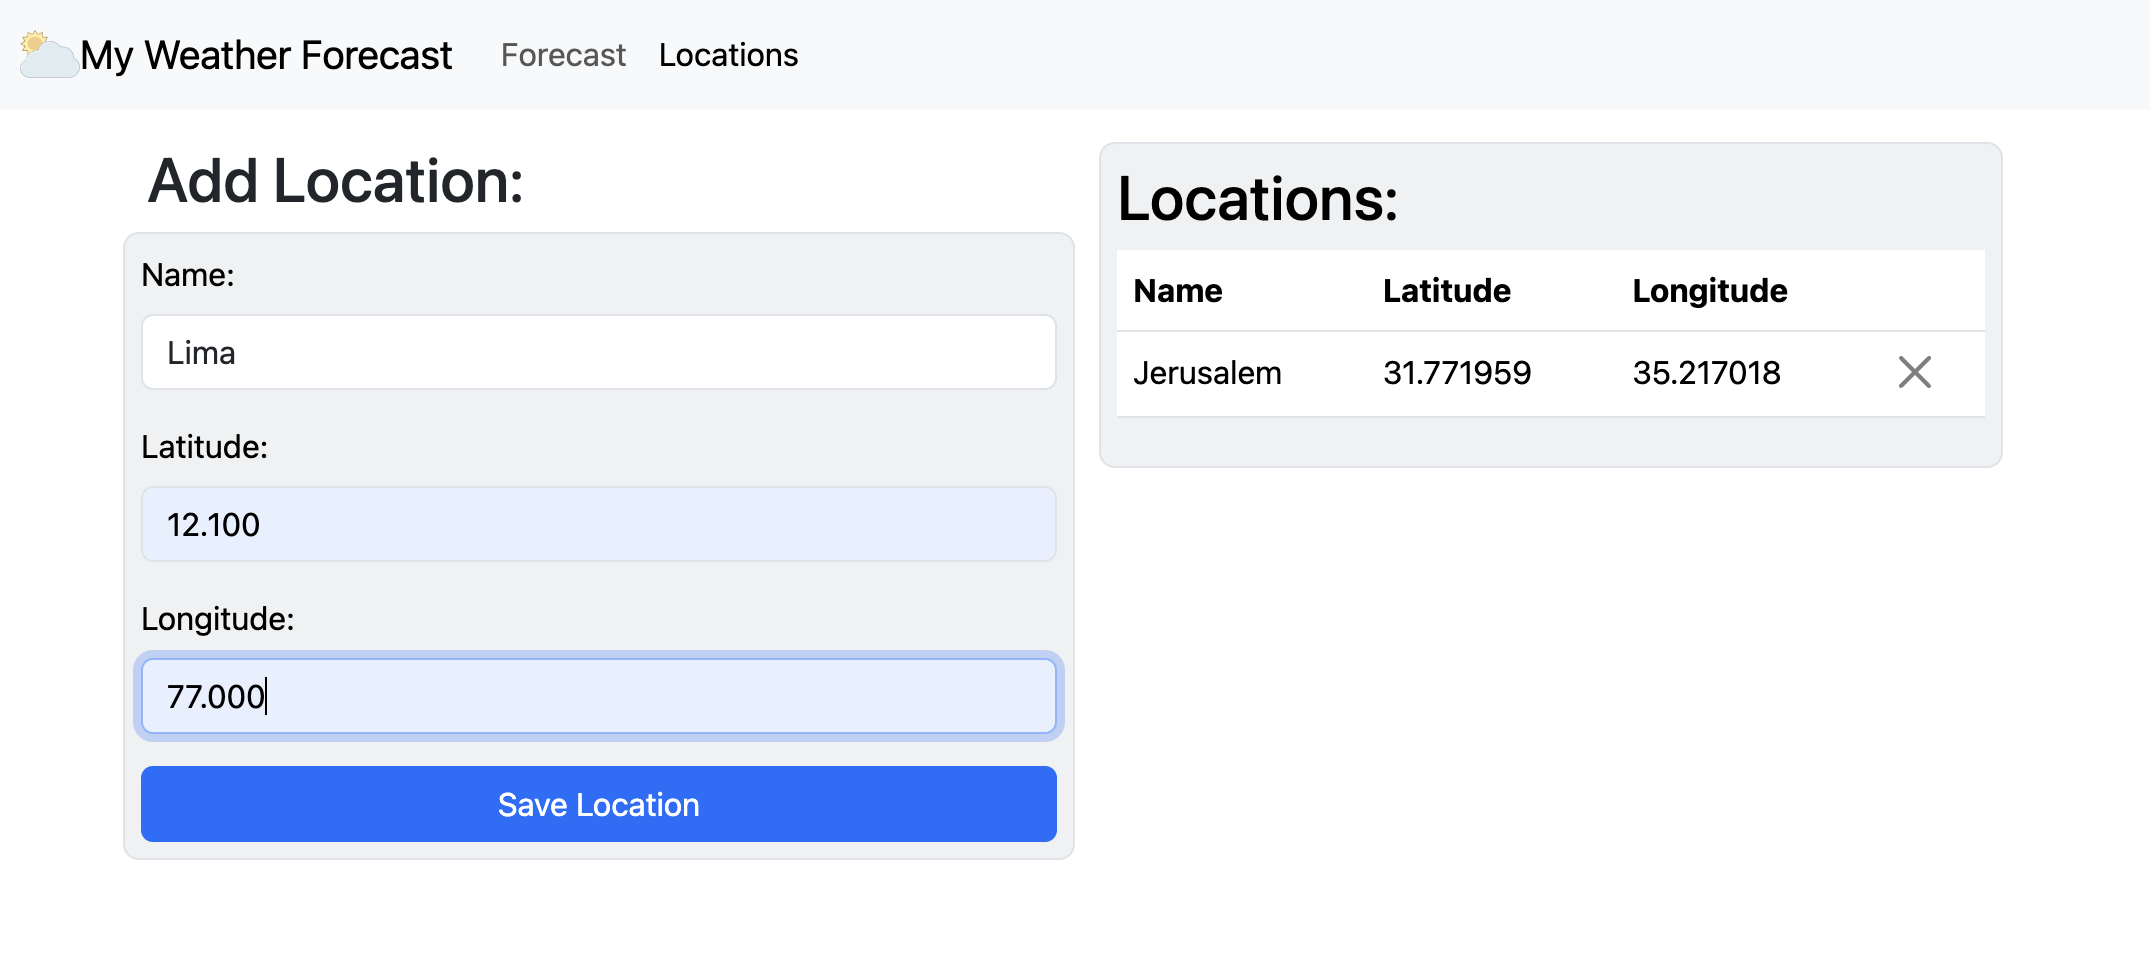 My Weather Forecast Forecast Locations
Add Location:
Name:
Lima
Latitude:
12.100
Longitude:
77.000
Save Location
Locations:
Name Latitude Longitude
Jerusalem 31.771959 35.217018